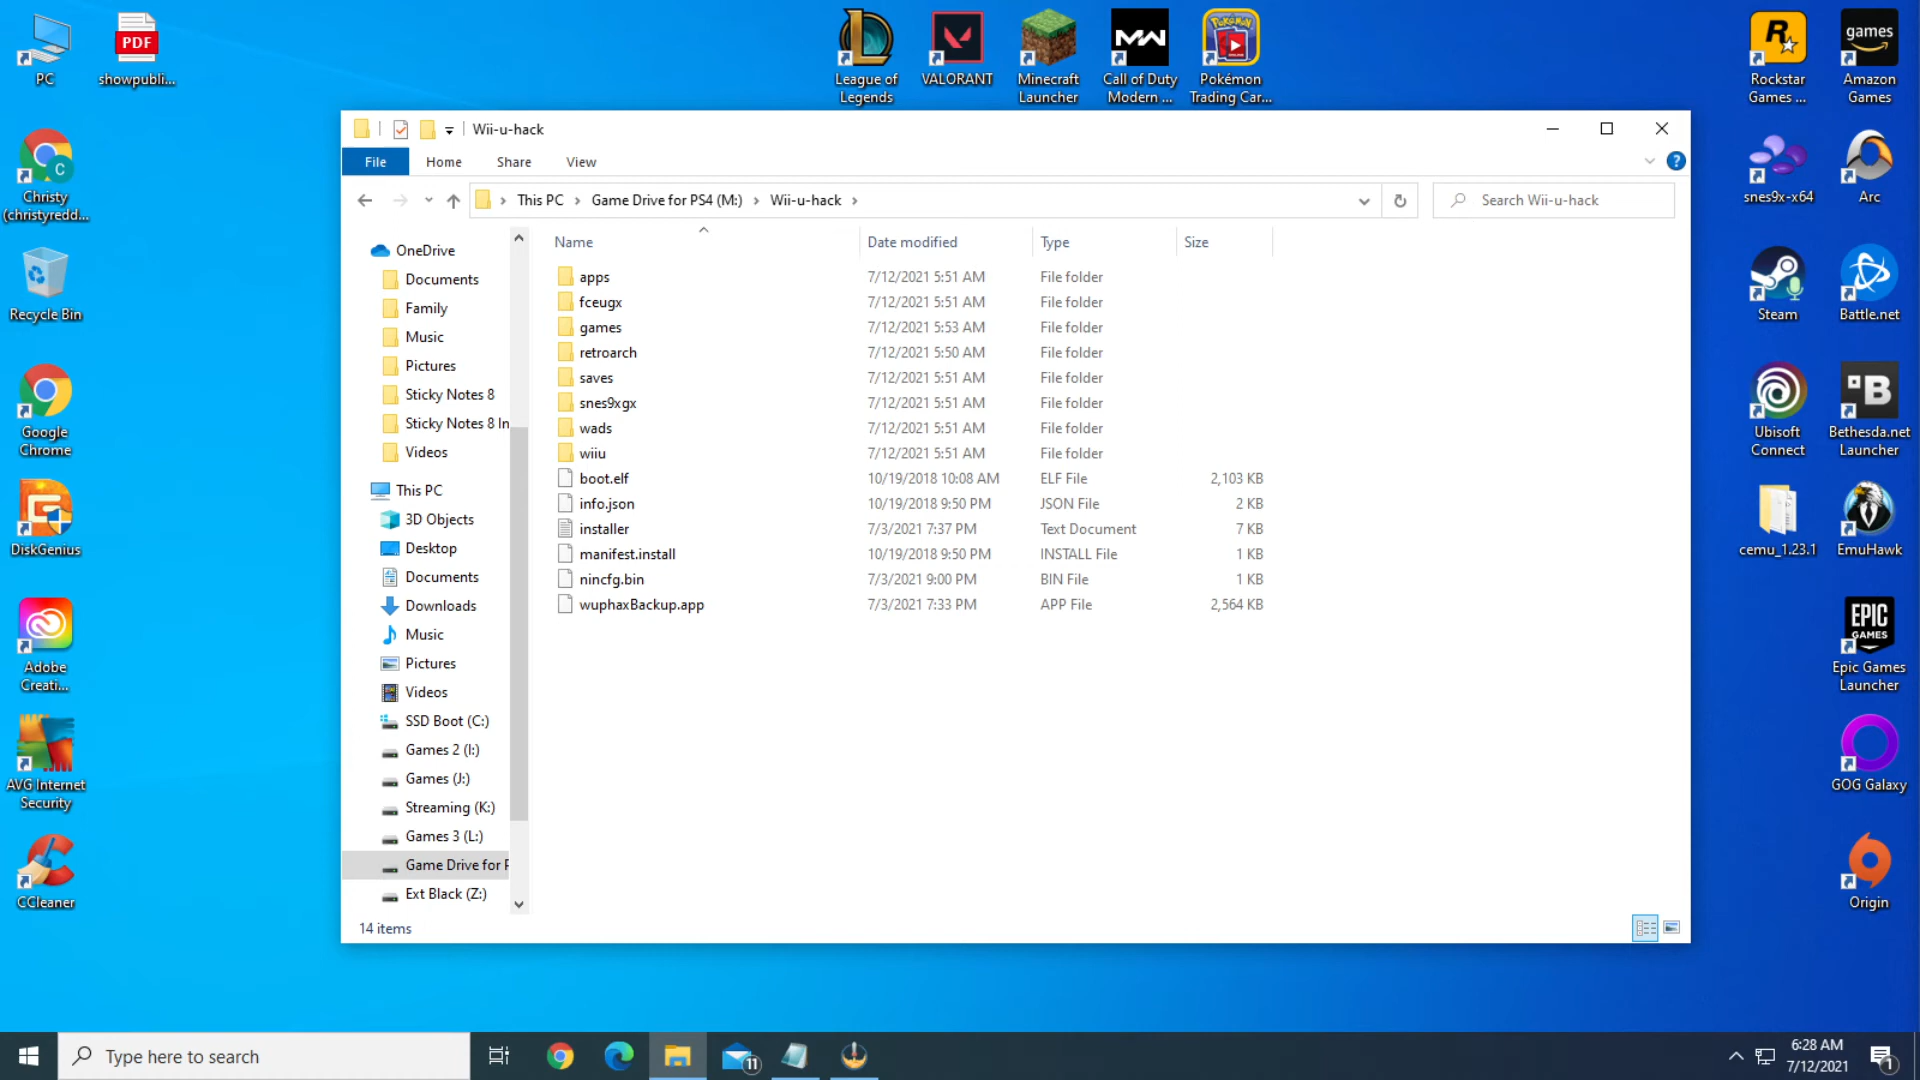 PC
PDF
showpubli...
League of
Legends
VALORANT
Minecraft
Launcher
Call of Duty
Modern ...
Pokémon
Trading Car...
R
Rockstar
Games ...
games
Amazon
Games
Wii-u-hack
File
Home
Share
View
This PC
Game Drive for PS4 (M:)
Wii-u-hack
Search Wii-u-hack
C
Christy
(christyredd...
snes9x-x64
Arc
Name
Date modified
Type
Size
OneDrive
Documents
Family
Music
Pictures
Sticky Notes 8
Sticky Notes 8 In
Videos
This PC
3D Objects
Desktop
Documents
Downloads
Music
Pictures
Videos
SSD Boot (C:)
Games 2 (I:)
Games (J:)
Streaming (K:)
Games 3 (L:)
Game Drive for P
Ext Black (Z:)
apps 7/12/2021 5:51 AM File folder
fceugx 7/12/2021 5:51 AM File folder
games 7/12/2021 5:53 AM File folder
retroarch 7/12/2021 5:50 AM File folder
saves 7/12/2021 5:51 AM File folder
snes9xgx 7/12/2021 5:51 AM File folder
wads 7/12/2021 5:51 AM File folder
wiiu 7/12/2021 5:51 AM File folder
boot.elf 10/19/2018 10:08 AM ELF File 2,103 KB
info.json 10/19/2018 9:50 PM JSON File 2 KB
installer 7/3/2021 7:37 PM Text Document 7 KB
manifest.install 10/19/2018 9:50 PM INSTALL File 1 KB
nincfg.bin 7/3/2021 9:00 PM BIN File 1 KB
wuphaxBackup.app 7/3/2021 7:33 PM APP File 2,564 KB
14 items
Recycle Bin
Google
Chrome
DiskGenius
Adobe
Creati...
AVG Internet
Security
CCleaner
Steam
Battle.net
Ubisoft
Connect
B
Bethesda.net
Launcher
cemu_1.23.1
EmuHawk
EPIC
GAMES
Epic Games
Launcher
GOG Galaxy
Origin
Type here to search
11
6:28 AM
7/12/2021
1